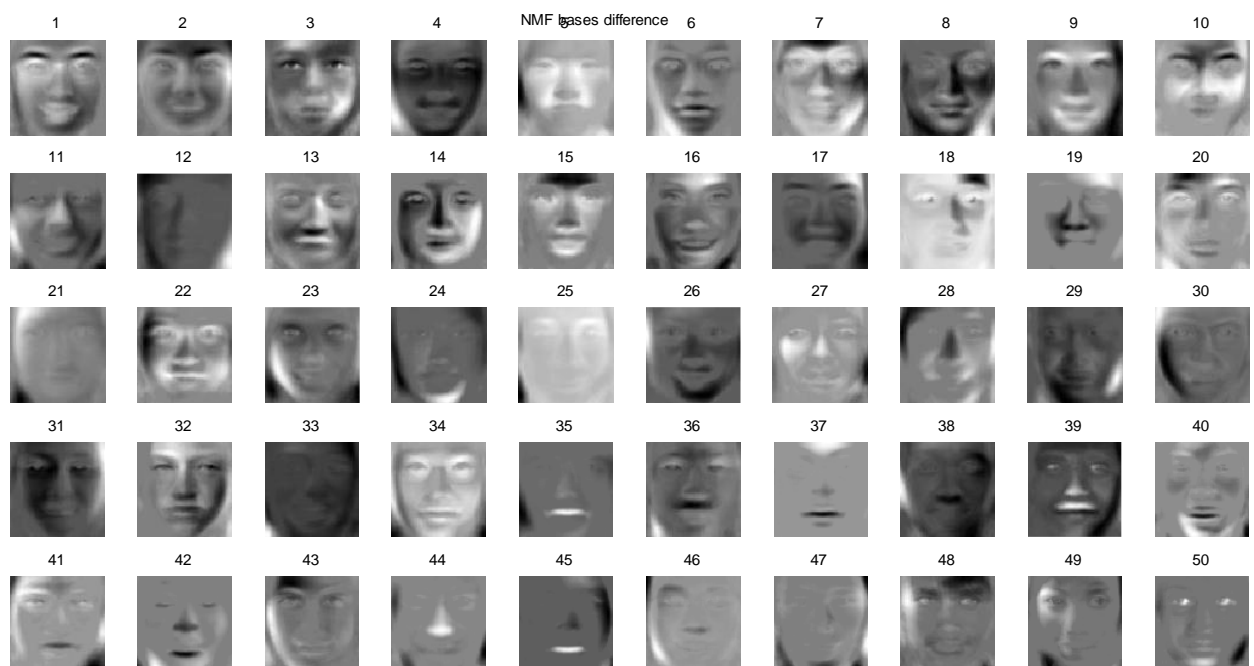 NMF bases difference
1 2 3 4 5 6 7 8 9 10
11 12 13 14 15 16 17 18 19 20
21 22 23 24 25 26 27 28 29 30
31 32 33 34 35 36 37 38 39 40
41 42 43 44 45 46 47 48 49 50